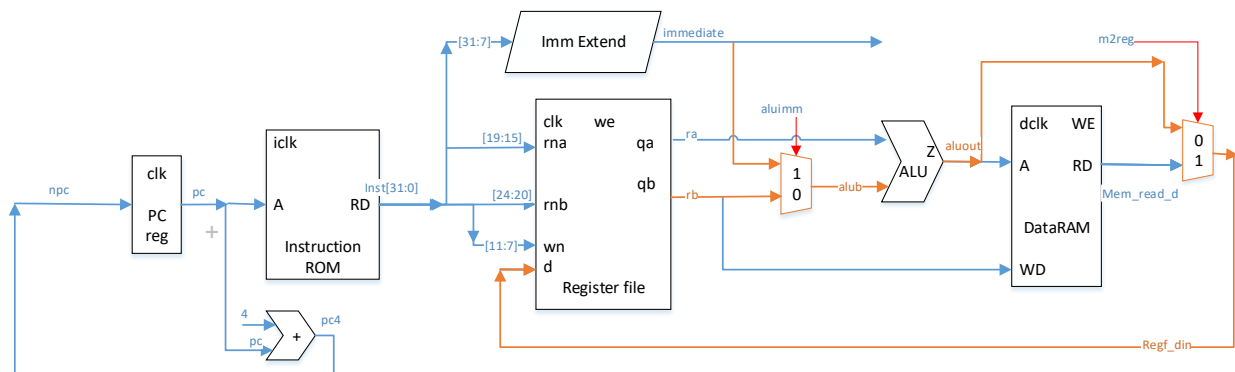 immediate
[31:7]
Imm Extend
m2reg
aluimm
clk
we
dclk
WE
iclk
[19:15]
rna
qa
ra
Z
ALU
aluout
0
1
A
RD
Mem_read_d
qb
rb
1
0
alub
clk
PC
reg
npc
pc
A
RD
Inst[31:0]
[24:20]
rnb
Instruction
ROM
[11:7]
wn
d
Register file
DataRAM
WD
4
pc
+
pc4
Regf_din